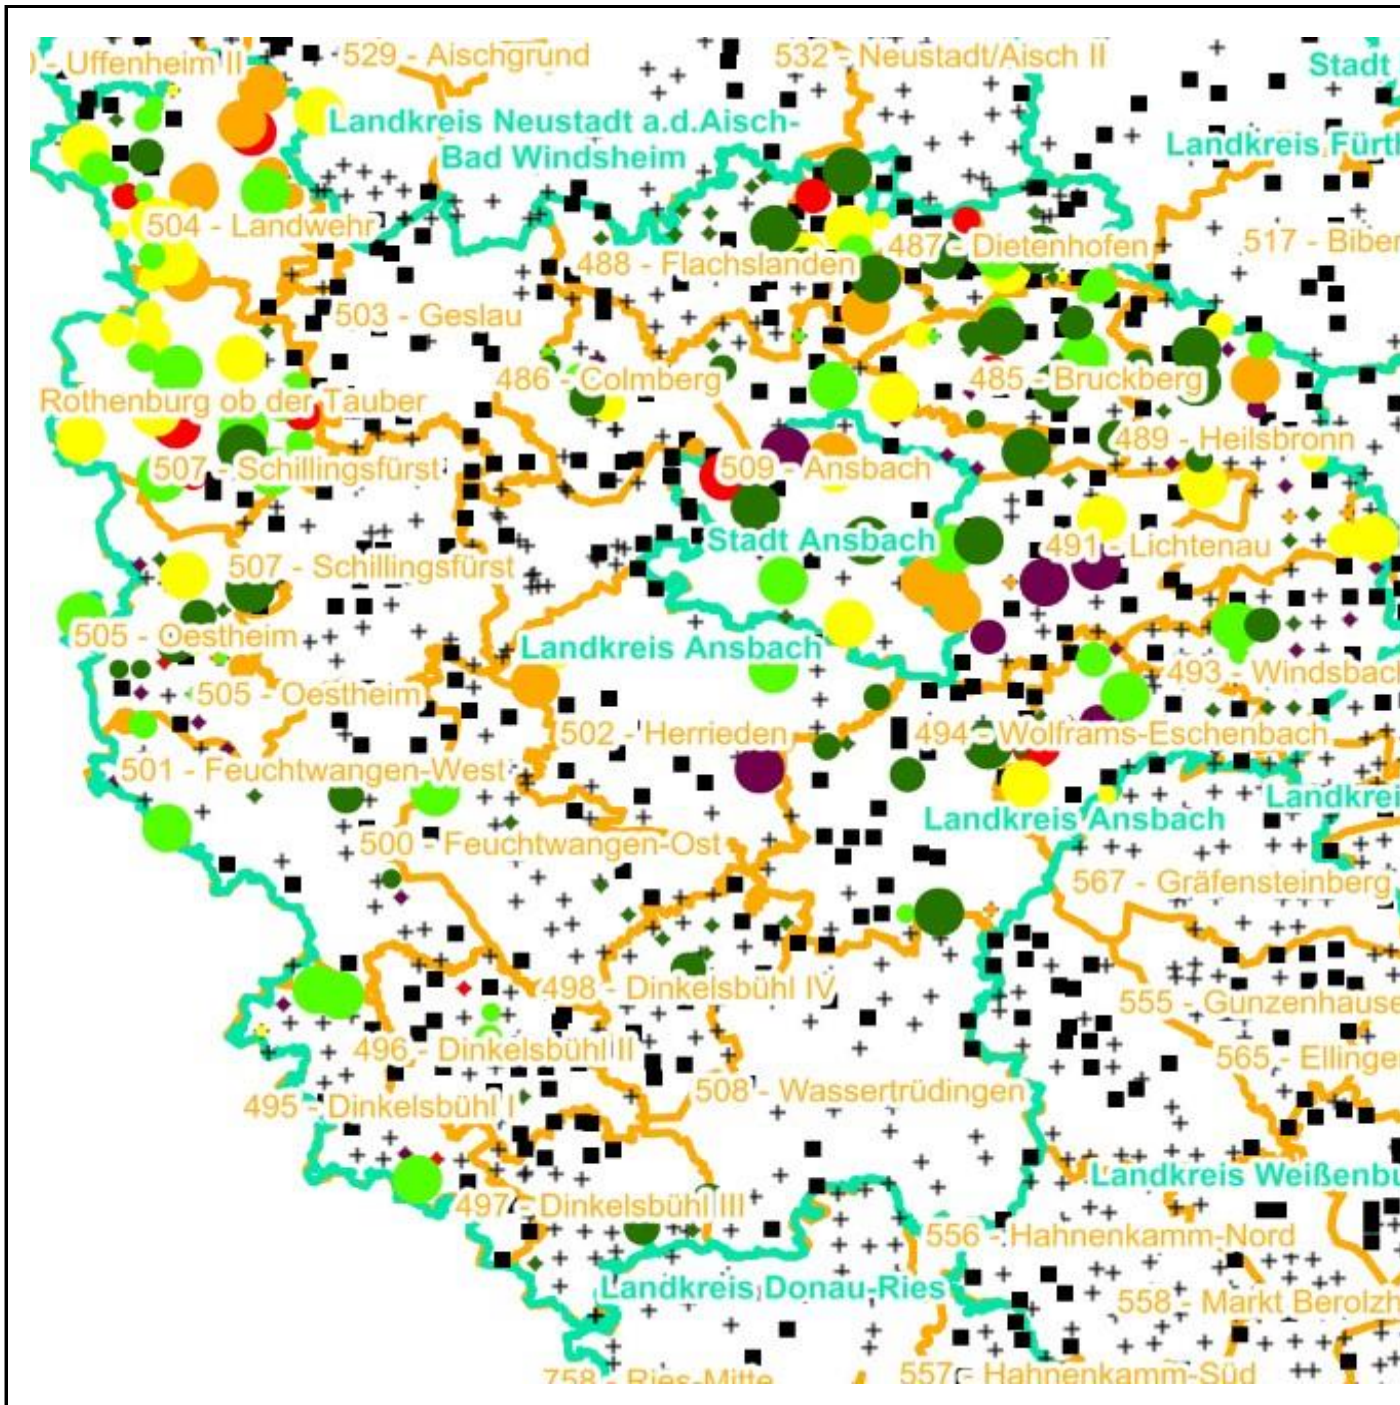 529 - Aischgrund
532 - Neustadt/Aisch II
Uffenheim II
Stadt
Landkreis Neustadt a.d.Aisch-
Bad Windsheim
Landkreis Fürth
504 - Landwehr
487 - Dietenhofen
517 - Biber
488 - Flachslanden
503 - Geslau
486 - Colmberg
485 - Bruckberg
Rothenburg ob der Tauber
489 - Heilsbronn
507 - Schillingsfürst
509 - Ansbach
Stadt Ansbach
491 - Lichtenau
507 - Schillingsfürst
505 - Oestheim
Landkreis Ansbach
493 - Windsbach
505 - Oestheim
502 - Herrieden
494 - Wolframs-Eschenbach
501 - Feuchtwangen-West
Landkrei
Landkreis Ansbach
500 - Feuchtwangen-Ost
567 - Gräfensteinberg
498 - Dinkelsbühl IV
555 - Gunzenhaus
496 - Dinkelsbühl II
565 - Ellinge
508 - Wassertrüdingen
495 - Dinkelsbühl I
Landkreis Weißenbu
497 - Dinkelsbühl III
556 - Hahnenkamm-Nord
Landkreis Donau-Ries
558 - Markt Berolzh
758 - Ries-Mitte
557 - Hahnenkamm-Süd